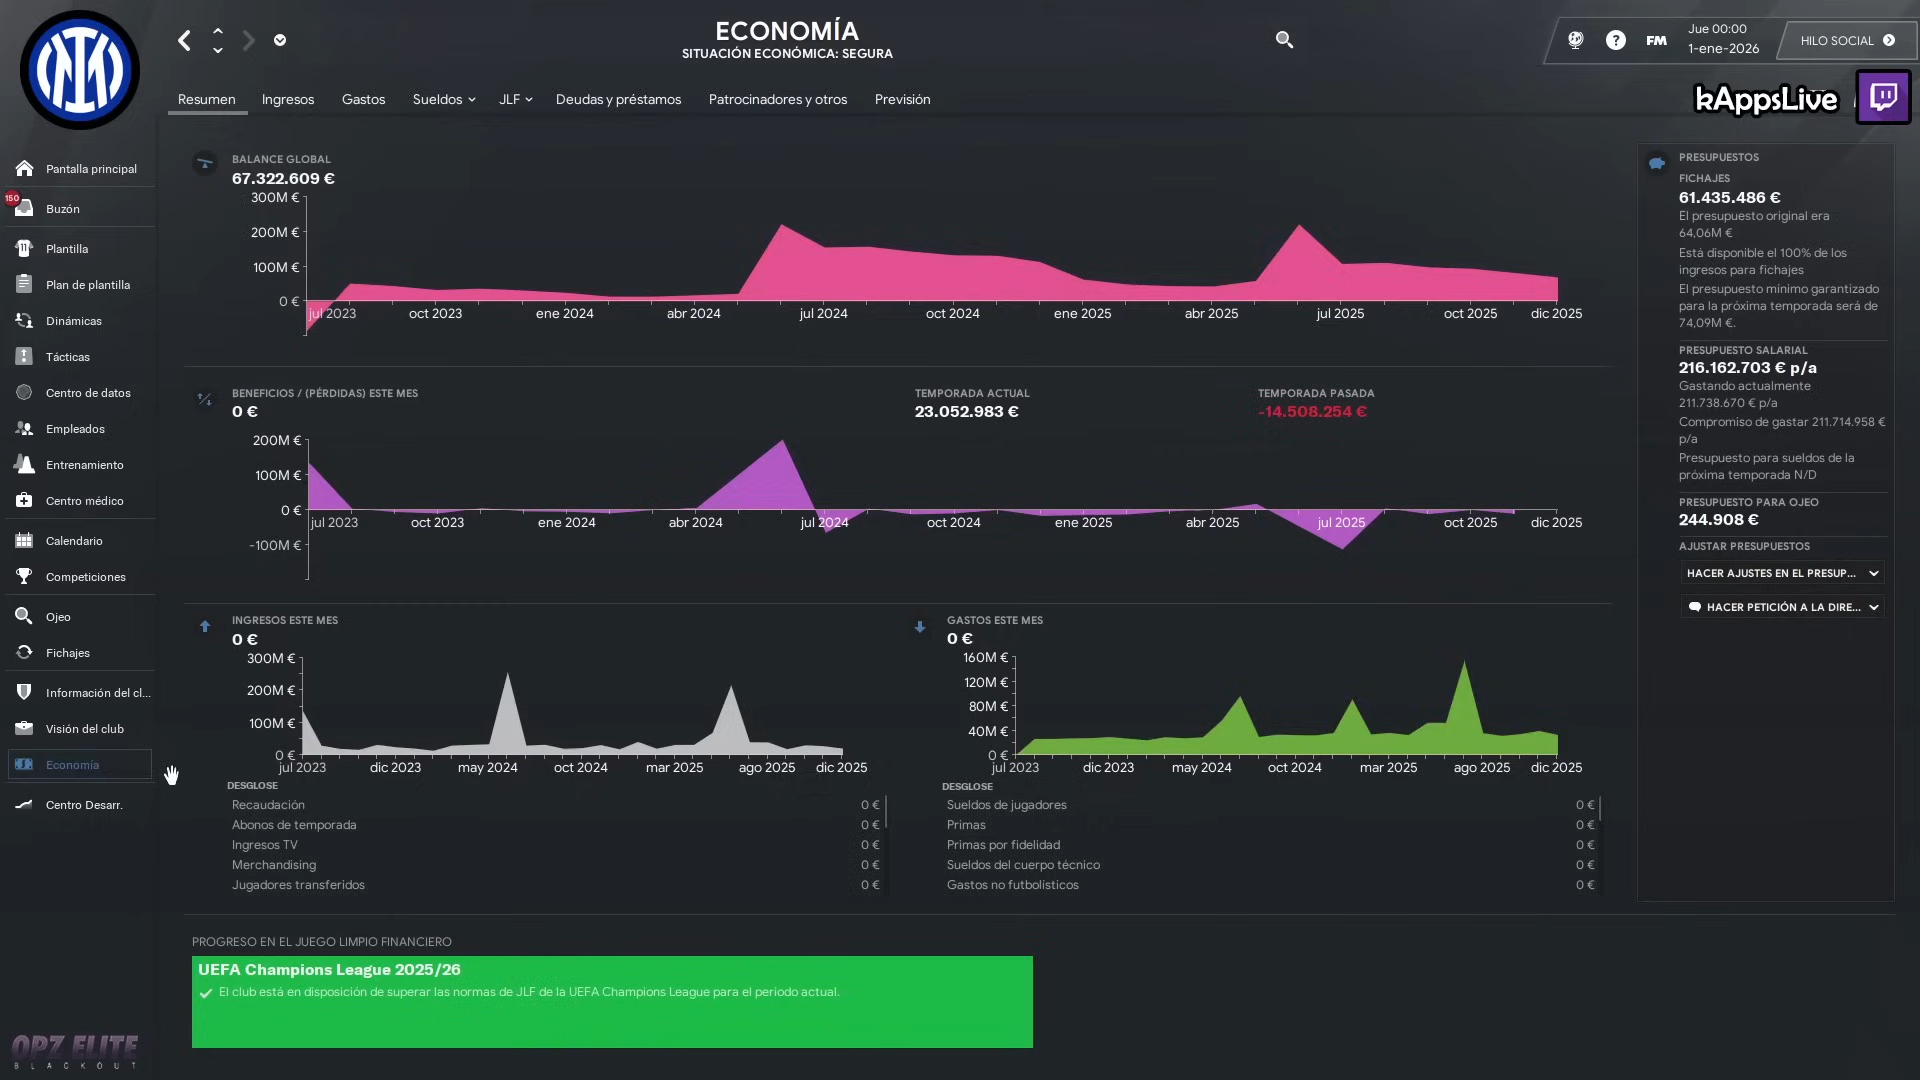 ECONOMÍA
SITUACIÓN ECONÓMICA: SEGURA
FM
Jue 00:00
1-ene-2026
HILO SOCIAL
kAppsLive
Resumen
Ingresos
Gastos
Sueldos
JLF
Deudas y préstamos
Patrocinadores y otros
Previsión
Pantalla principal
150
Buzón
Plantilla
Plan de plantilla
Dinámicas
Tácticas
Centro de datos
Empleados
Entrenamiento
Centro médico
Calendario
Competiciones
Ojeo
Fichajes
Información del cl...
Visión del club
Economía
Centro Desarr.
OPZ ELITE
BLACKOUT
BALANCE GLOBAL
67.322.609 €
300M €
200M €
100M €
0 €
jul 2023
oct 2023
ene 2024
abr 2024
jul 2024
oct 2024
ene 2025
abr 2025
jul 2025
oct 2025
dic 2025
BENEFICIOS / (PÉRDIDAS) ESTE MES
0 €
TEMPORADA ACTUAL
23.052.983 €
TEMPORADA PASADA
-14.508.254 €
200M €
100M €
0 €
-100M €
jul 2023
oct 2023
ene 2024
abr 2024
jul 2024
oct 2024
ene 2025
abr 2025
jul 2025
oct 2025
dic 2025
INGRESOS ESTE MES
0 €
300M €
200M €
100M €
0 €
jul 2023
dic 2023
may 2024
oct 2024
mar 2025
ago 2025
dic 2025
DESGLOSE
Recaudación 0 €
Abonos de temporada 0 €
Ingresos TV 0 €
Merchandising 0 €
Jugadores transferidos 0 €
GASTOS ESTE MES
0 €
160M €
120M €
80M €
40M €
0 €
jul 2023
dic 2023
may 2024
oct 2024
mar 2025
ago 2025
dic 2025
DESGLOSE
Sueldos de jugadores 0 €
Primas 0 €
Primas por fidelidad 0 €
Sueldos del cuerpo técnico 0 €
Gastos no futbolísticos 0 €
PRESUPUESTOS
FICHAJES
61.435.486 €
El presupuesto original era
64,06M €
Está disponible el 100% de los
ingresos para fichajes
El presupuesto mínimo garantizado
para la próxima temporada será de
74,09M €.
PRESUPUESTO SALARIAL
216.162.703 € p/a
Gastando actualmente
211.738.670 € p/a
Compromiso de gastar 211.714.958 €
p/a
Presupuesto para sueldos de la
próxima temporada N/D
PRESUPUESTO PARA OJEO
244.908 €
AJUSTAR PRESUPUESTOS
HACER AJUSTES EN EL PRESUP...
HACER PETICIÓN A LA DIRE...
PROGRESO EN EL JUEGO LIMPIO FINANCIERO
UEFA Champions League 2025/26
El club está en disposición de superar las normas de JLF de la UEFA Champions League para el periodo actual.